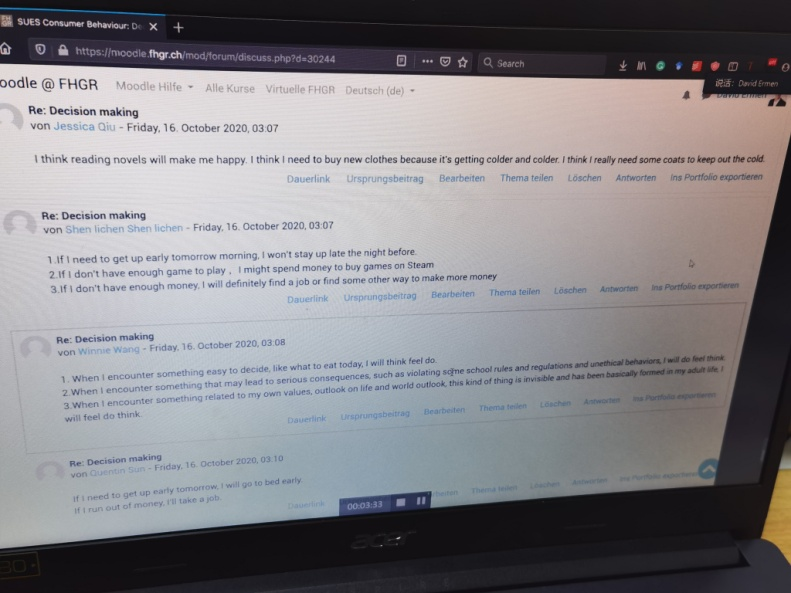 SUES Consumer Behaviour: De
https://moodle.fhgr.ch/mod/forum/discuss.php?d=30244
Search
说话: David Ermen
oodle @ FHGR Moodle Hilfe Alle Kurse Virtuelle FHGR Deutsch (de)
David Ermen
Re: Decision making
von Jessica Qiu - Friday, 16. October 2020, 03:07
I think reading novels will make me happy. I think I need to buy new clothes because it's getting colder and colder. I think I really need some coats to keep out the cold.
Dauerlink Ursprungsbeitrag Bearbeiten Thema teilen Löschen Antworten Ins Portfolio exportieren
Re: Decision making
von Shen lichen Shen lichen - Friday, 16. October 2020, 03:07
1.If I need to get up early tomorrow morning, I won't stay up late the night before.
2.If I don't have enough game to play， I might spend money to buy games on Steam
3.If I don't have enough money, I will definitely find a job or find some other way to make more money
Dauerlink Ursprungsbeitrag Bearbeiten Thema teilen Löschen Antworten Ins Portfolio exportieren
Re: Decision making
von Winnie Wang - Friday, 16. October 2020, 03:08
1. When I encounter something easy to decide, like what to eat today, I will think feel do.
2.When I encounter something that may lead to serious consequences, such as violating some school rules and regulations and unethical behaviors, I will do feel think.
3.When I encounter something related to my own values, outlook on life and world outlook, this kind of thing is invisible and has been basically formed in my adult life, I
will feel do think.
Dauerlink Ursprungsbeitrag Bearbeiten Thema teilen Löschen Antworten Ins Portfolio exportieren
Re: Decision making
von Quentin Sun - Friday, 16. October 2020, 03:10
If I need to get up early tomorrow, I will go to bed early.
If I run out of money, I'll take a job.
Dauerlink Thema teilen Löschen Antworten Ins Portfolio
00:03:33
acer